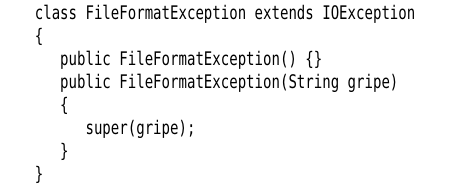 class FileFormatException extends IOException
{
   public FileFormatException() {}
   public FileFormatException(String gripe)
   {
      super(gripe);
   }
}